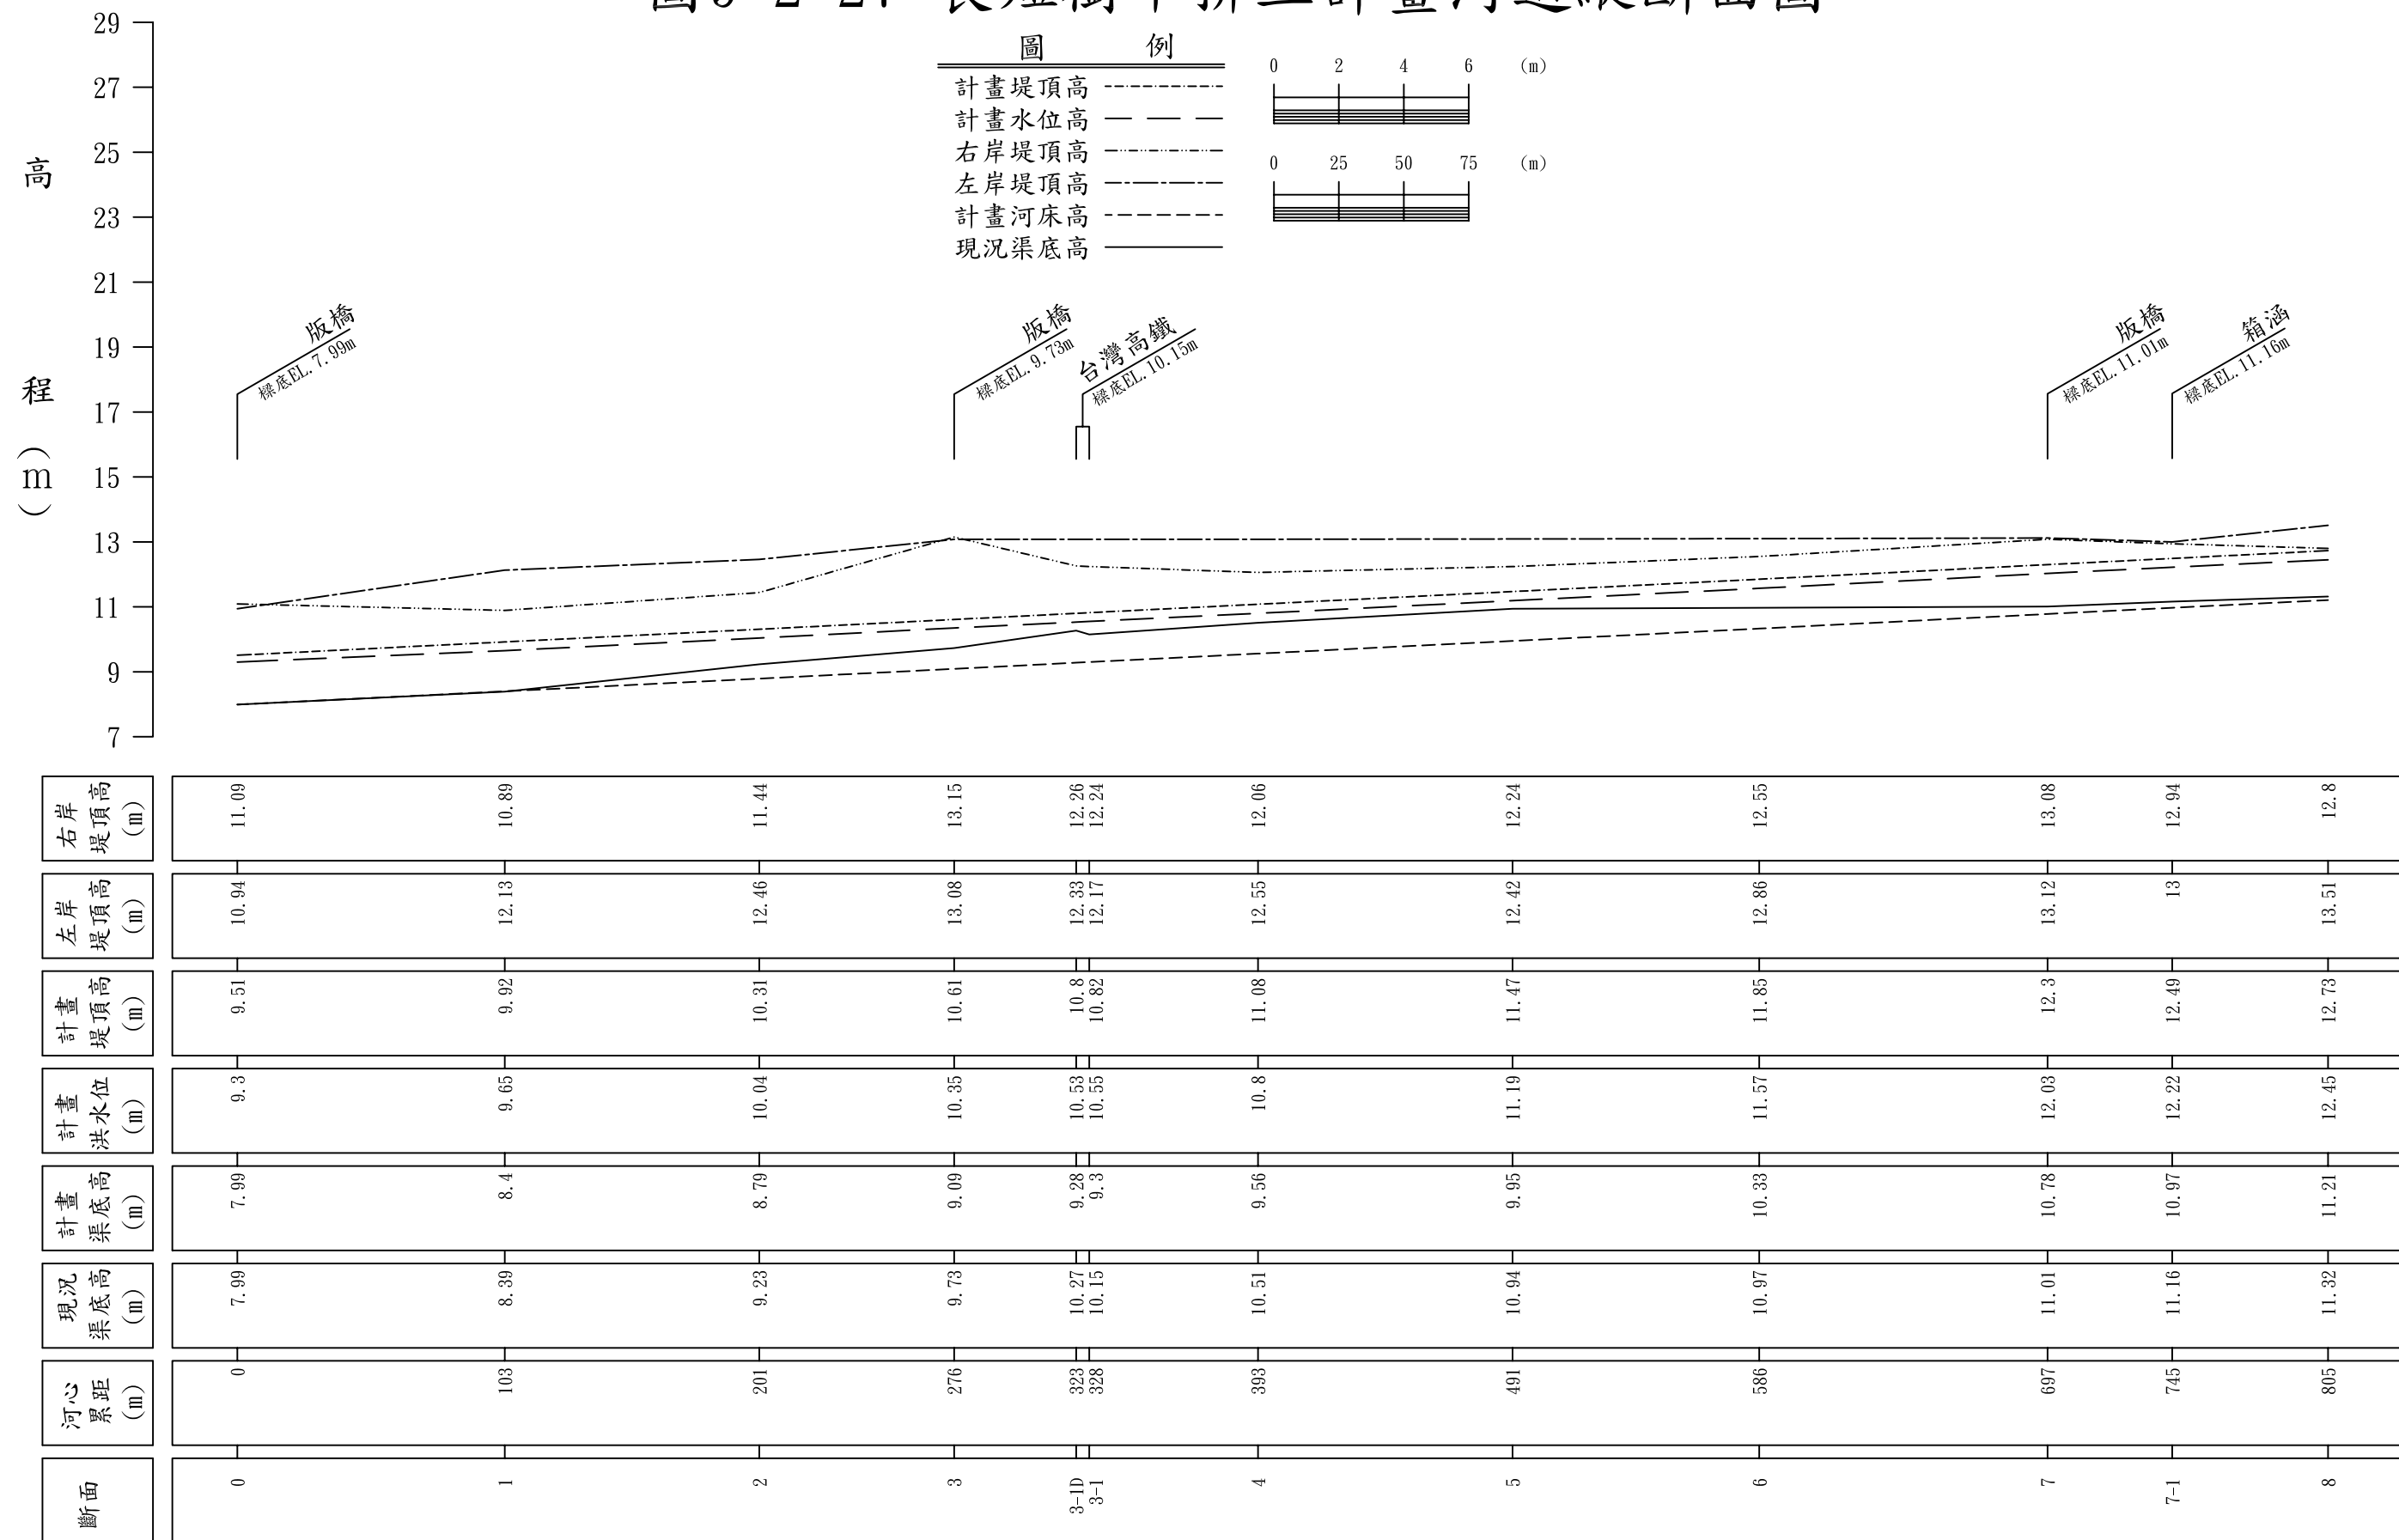 29
27
25
23
21
19
17
15
13
11
9
7
高
程
(m)
圖 例
計畫堤頂高
計畫水位高
右岸堤頂高
左岸堤頂高
計畫河床高
現況渠底高
0 2 4 6 (m)
0 25 50 75 (m)
版橋
樑底EL.7.99m
版橋
樑底EL.9.73m
台灣高鐵
樑底EL.10.15m
版橋
樑底EL.11.01m
箱涵
樑底EL.11.16m
右岸
堤頂高
(m)
11.09 10.89 11.44 13.15 12.26 12.24 12.06 12.24 12.55 13.08 12.94 12.8
左岸
堤頂高
(m)
10.94 12.13 12.46 13.08 12.33 12.17 12.55 12.42 12.86 13.12 13 13.51
計畫
堤頂高
(m)
9.51 9.92 10.31 10.61 10.8 10.82 11.08 11.47 11.85 12.3 12.49 12.73
計畫
洪水位
(m)
9.3 9.65 10.04 10.35 10.53 10.55 10.8 11.19 11.57 12.03 12.22 12.45
計畫
渠底高
(m)
7.99 8.4 8.79 9.09 9.28 9.3 9.56 9.95 10.33 10.78 10.97 11.21
現況
渠底高
(m)
7.99 8.39 9.23 9.73 10.27 10.15 10.51 10.94 10.97 11.01 11.16 11.32
河心
累距
(m)
0 103 201 276 323 328 393 491 586 697 745 805
斷面
0 1 2 3 3-1D 3-1 4 5 6 7 7-1 8